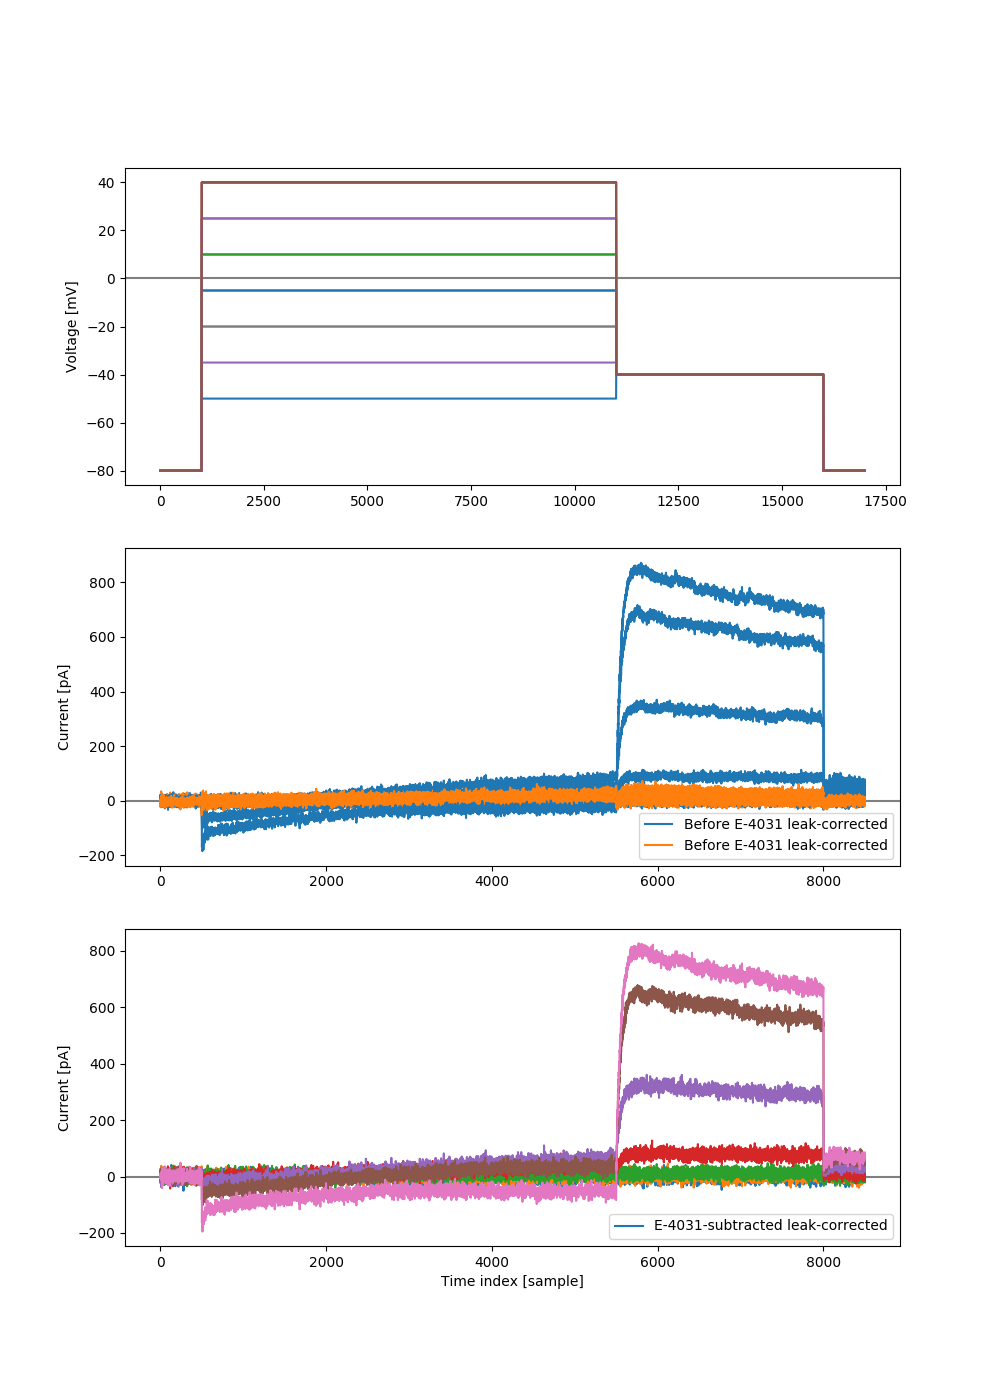 40
20
0
−20
−40
−60
−80
Voltage [mV]
0 2500 5000 7500 10000 12500 15000 17500
800
600
400
200
0
−200
Current [pA]
Before E-4031 leak-corrected
Before E-4031 leak-corrected
0 2000 4000 6000 8000
800
600
400
200
0
−200
Current [pA]
E-4031-subtracted leak-corrected
0 2000 4000 6000 8000
Time index [sample]